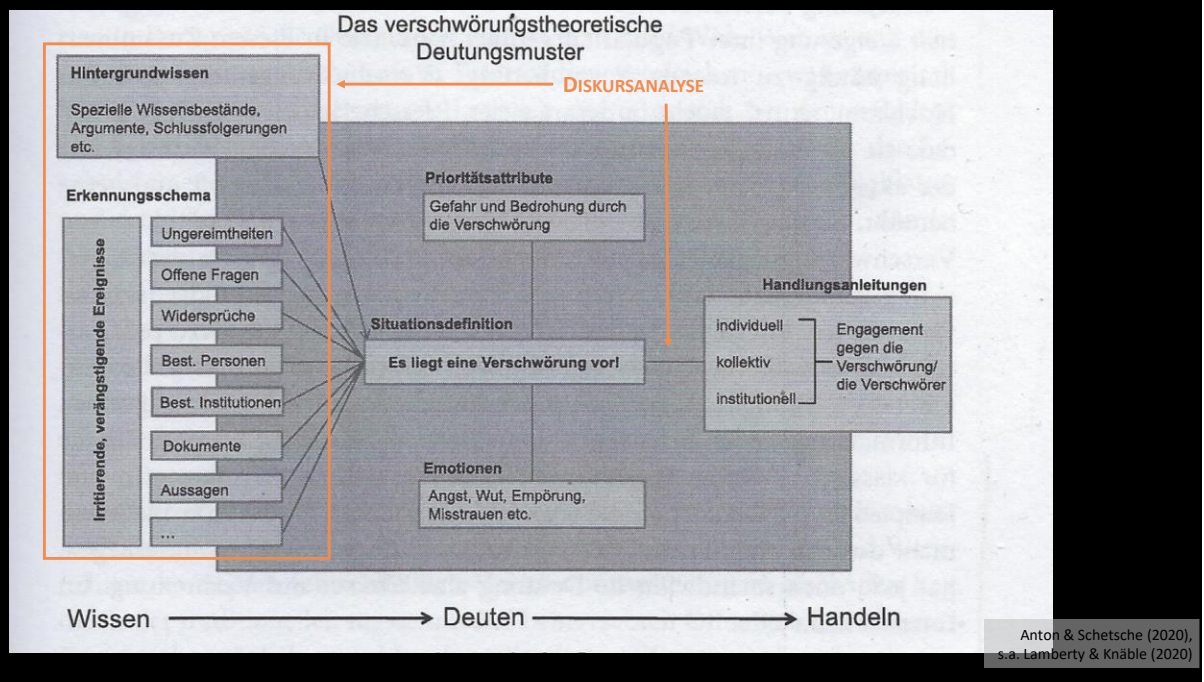 Das verschwörungstheoretische
Deutungsmuster
DISKURSANALYSE
Hintergrundwissen
Spezielle Wissensbestände,
Argumente, Schlussfolgerungen
etc.
Erkennungsschema
Irritierende, verängstigende Ereignisse
Ungereimtheiten
Offene Fragen
Widersprüche
Best. Personen
Best. Institutionen
Dokumente
Aussagen
...
Prioritätsattribute
Gefahr und Bedrohung durch
die Verschwörung
Situationsdefinition
Es liegt eine Verschwörung vor!
Emotionen
Angst, Wut, Empörung,
Misstrauen etc.
Handlungsanleitungen
individuell
kollektiv
institutionell
Engagement
gegen die
Verschwörung/
die Verschwörer
Wissen
Deuten
Handeln
Anton & Schetsche (2020),
s.a. Lamberty & Knäble (2020)